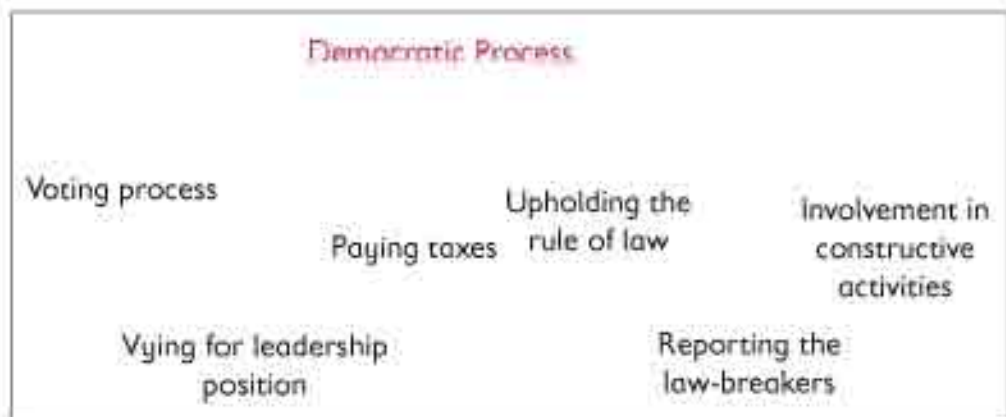 Democratic Process
Voting process
Paying taxes
Upholding the
rule of law
Involvement in
constructive
activities
Vying for leadership
position
Reporting the
law-breakers